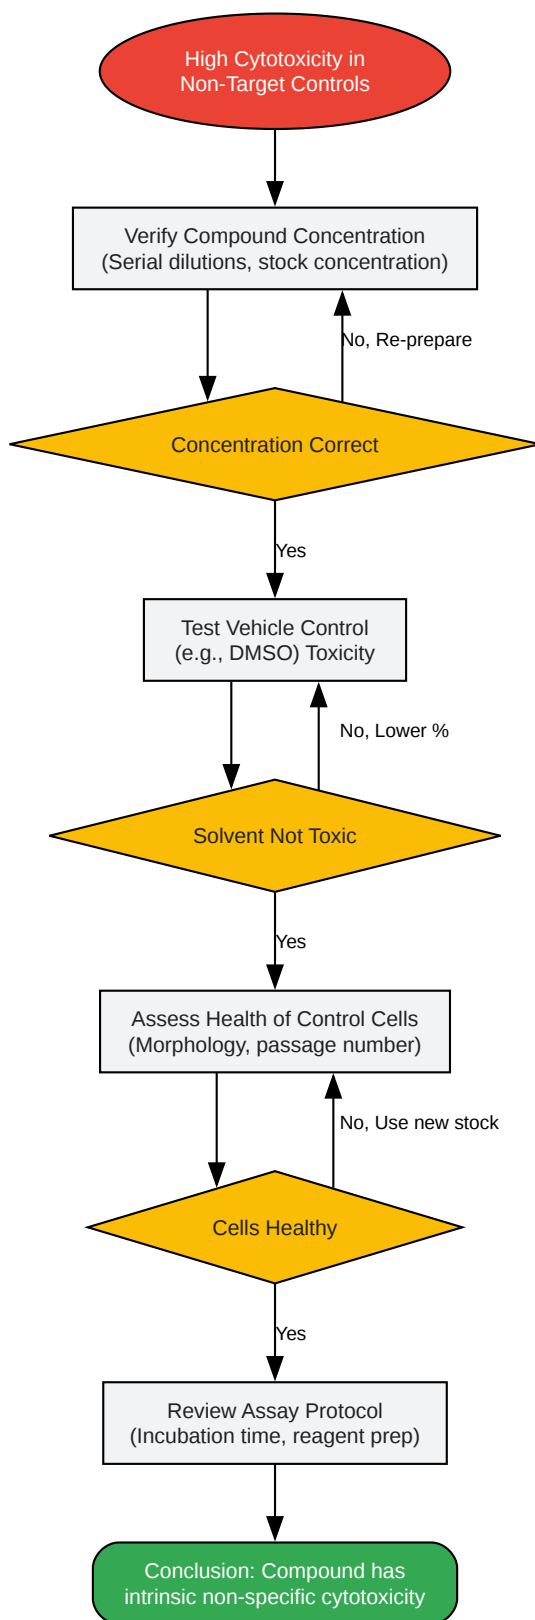 High Cytotoxicity in
Non-Target Controls
Verify Compound Concentration
(Serial dilutions, stock concentration)
No, Re-prepare
Concentration Correct
Yes
Test Vehicle Control
(e.g., DMSO) Toxicity
No, Lower %
Solvent Not Toxic
Yes
Assess Health of Control Cells
(Morphology, passage number)
No, Use new stock
Cells Healthy
Yes
Review Assay Protocol
(Incubation time, reagent prep)
Conclusion: Compound has
intrinsic non-specific cytotoxicity